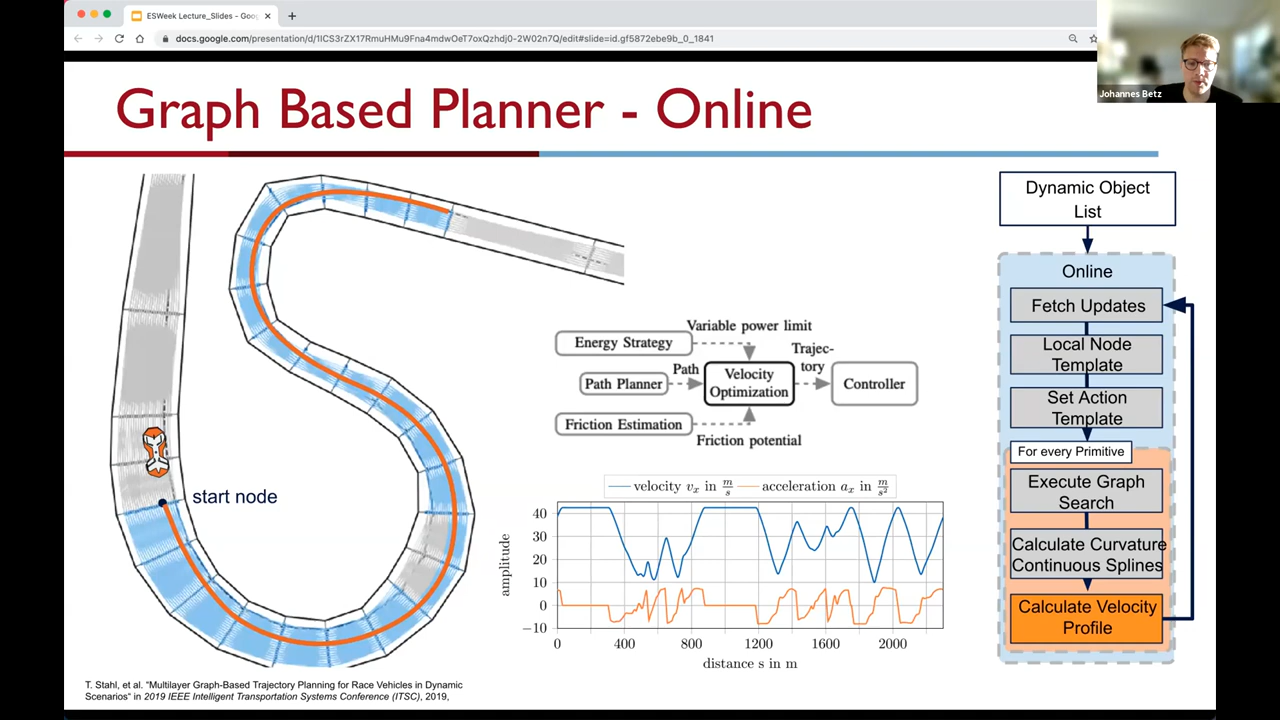 ESWeek Lecture_Slides - Goo
docs.google.com/presentation/d/1ICS3rZX17RmuHMu9Fna4mdwOeT7oxQzhdj0-2W02n7Q/edit#slide=id.gf5872ebe9b_0_1841
Johannes Betz
Graph Based Planner - Online
start node
Energy Strategy
Variable power limit
Path Planner
Path
Velocity
Optimization
Trajec-
tory
Controller
Friction Estimation
Friction potential
velocity vx in m/s
acceleration ax in m/s²
amplitude
40
30
20
10
0
−10
0 400 800 1200 1600 2000
distance s in m
Dynamic Object
List
Online
Fetch Updates
Local Node
Template
Set Action
Template
For every Primitive
Execute Graph
Search
Calculate Curvature
Continuous Splines
Calculate Velocity
Profile
T. Stahl, et al. "Multilayer Graph-Based Trajectory Planning for Race Vehicles in Dynamic
Scenarios" in 2019 IEEE Intelligent Transportation Systems Conference (ITSC), 2019,